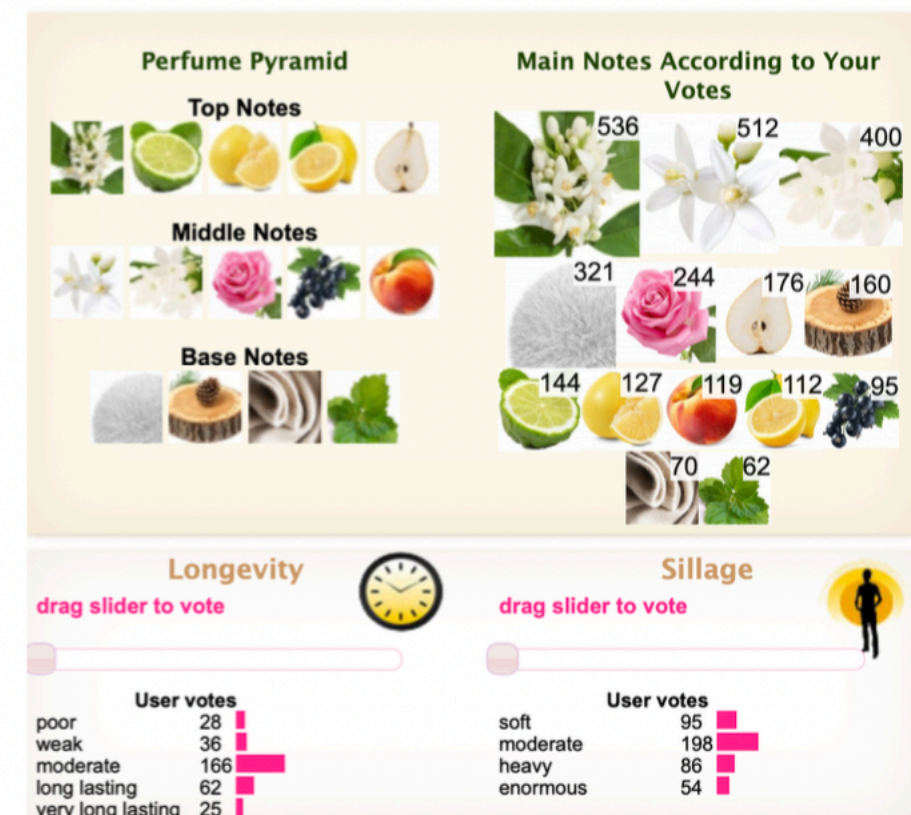 Perfume Pyramid
Top Notes
Middle Notes
Base Notes
Main Notes According to Your
Votes
536 512 400
321 244 176 160
144 127 119 112 95
70 62
Longevity
drag slider to vote
User votes
poor 28
weak 36
moderate 166
long lasting 62
very long lasting 25
Sillage
drag slider to vote
User votes
soft 95
moderate 198
heavy 86
enormous 54